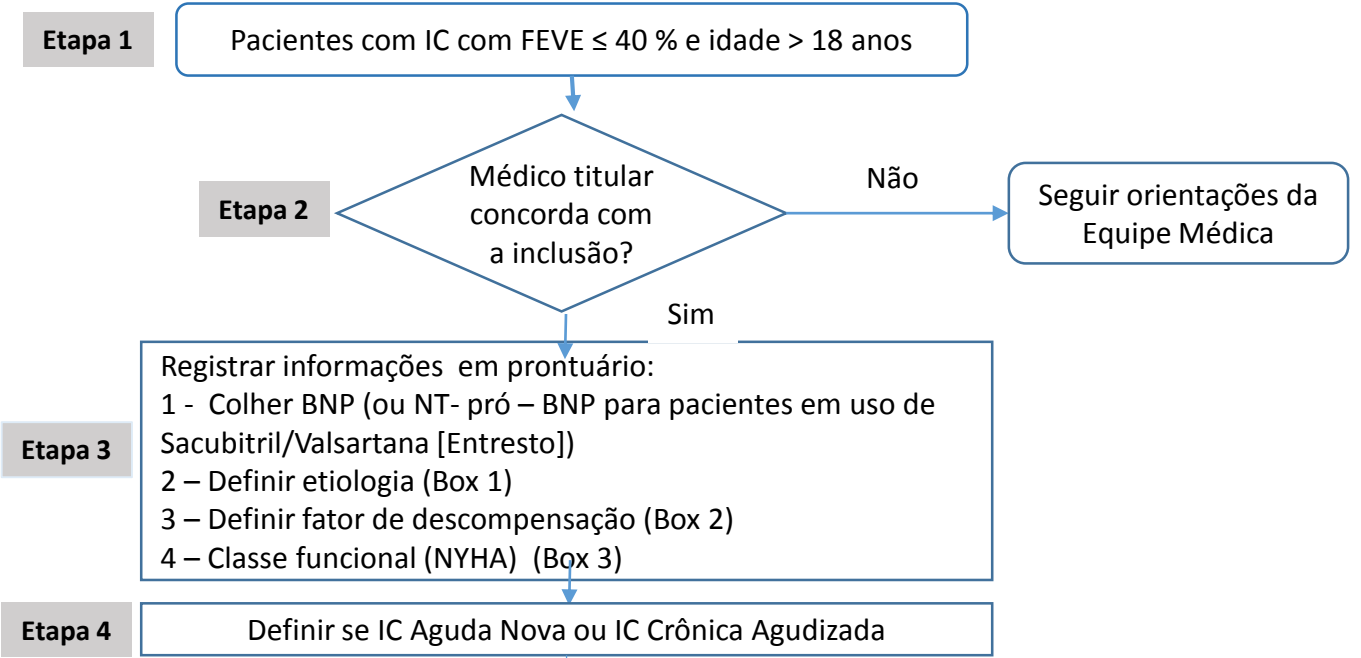 Etapa 1
Pacientes com IC com FEVE ≤ 40 % e idade > 18 anos
Etapa 2
Médico titular
concorda com
a inclusão?
Não
Seguir orientações da
Equipe Médica
Sim
Etapa 3
Registrar informações em prontuário:
1 - Colher BNP (ou NT- pró – BNP para pacientes em uso de
Sacubitril/Valsartana [Entresto])
2 – Definir etiologia (Box 1)
3 – Definir fator de descompensação (Box 2)
4 – Classe funcional (NYHA) (Box 3)
Etapa 4
Definir se IC Aguda Nova ou IC Crônica Agudizada